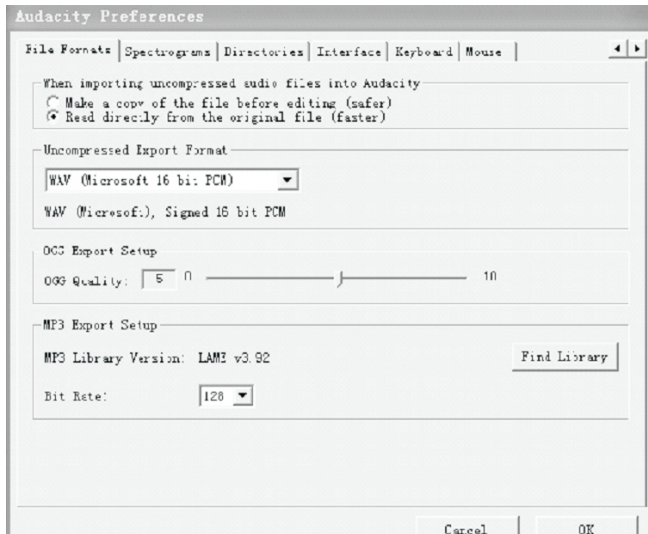 Audacity Preferences
File Formats Spectrograms Directories Interface Keyboard Mouse
When importing uncompressed audio files into Audacity
Make a copy of the file before editing (safer)
Read directly from the original file (faster)
Uncompressed Export Format
WAV (Microsoft 16 bit PCM)
WAV (Microsoft), Signed 16 bit PCM
OGG Export Setup
OGG Quality: 5 0 10
MP3 Export Setup
MP3 Library Version: LAME v3.92 Find Library
Bit Rate: 128
Cancel OK